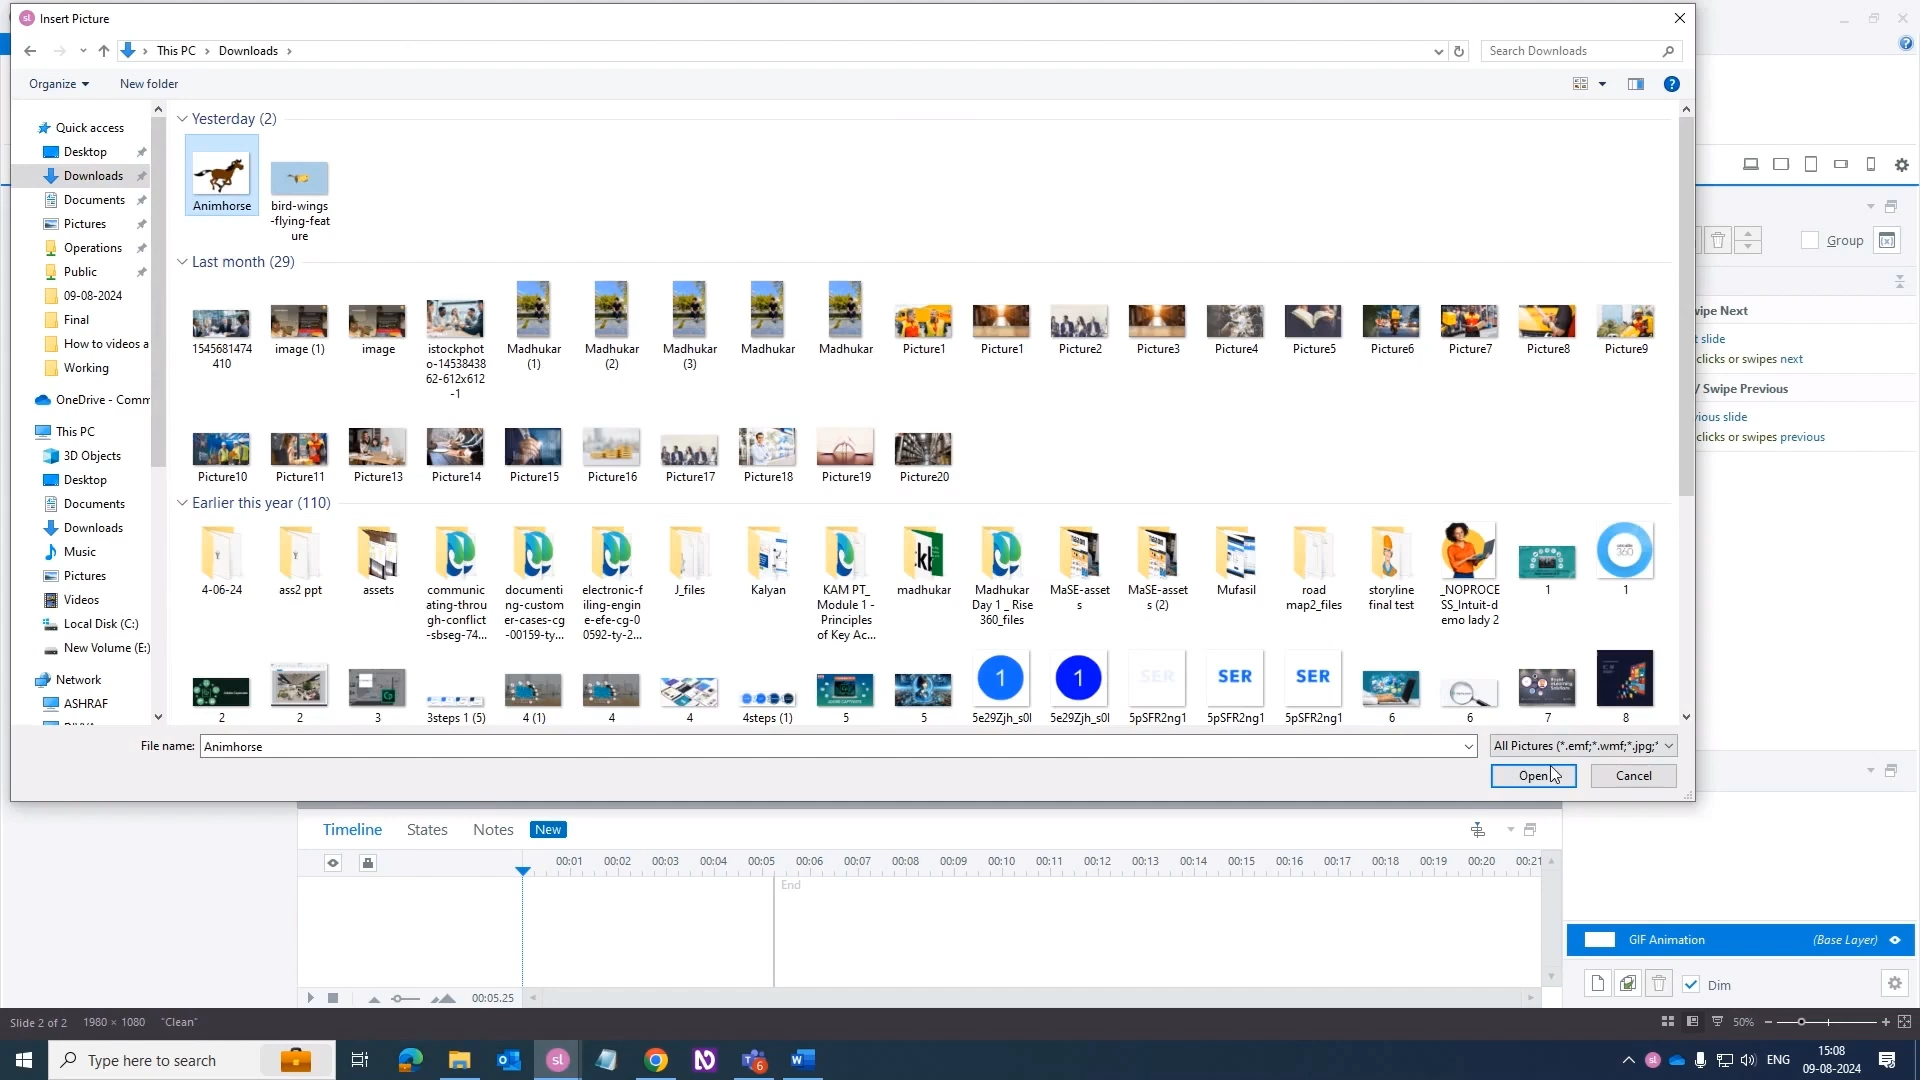 Insert Picture
This PC > Downloads >
Search Downloads
Organize
New folder
Quick access
Desktop
Downloads
Documents
Pictures
Operations
Public
09-08-2024
Final
How to videos a
Working
OneDrive - Comm
This PC
3D Objects
Desktop
Documents
Downloads
Music
Pictures
Videos
Local Disk (C:)
New Volume (E:)
Network
ASHRAF
Yesterday (2)
Animhorse
bird-wings
-flying-feat
ure
Last month (29)
1545681474
410
image (1)
image
istockphot
o-14538438
62-612x612
-1
Madhukar
(1)
Madhukar
(2)
Madhukar
(3)
Madhukar
Madhukar
Picture1
Picture1
Picture2
Picture3
Picture4
Picture5
Picture6
Picture7
Picture8
Picture9
Picture10
Picture11
Picture13
Picture14
Picture15
Picture16
Picture17
Picture18
Picture19
Picture20
Earlier this year (110)
4-06-24
ass2 ppt
assets
communic
ating-throu
gh-conflict
-sbseg-74...
documenti
ng-custom
er-cases-cg
-00159-ty...
electronic-f
iling-engin
e-efe-cg-0
0592-ty-2...
J_files
Kalyan
KAM PT_
Module 1 -
Principles
of Key Ac...
madhukar
Madhukar
Day 1 _ Rise
360_files
MaSE-asset
s
MaSE-asset
s (2)
Mufasil
road
map2_files
storyline
final test
_NOPROCE
SS_Intuit-d
emo lady 2
1
1
2
2
3
3steps 1 (5)
4 (1)
4
4
4steps (1)
5
5
5e29Zjh_s0l
5e29Zjh_s0l
5pSFR2ng1
5pSFR2ng1
5pSFR2ng1
6
6
7
8
1
1
SER
SER
SER
File name:
Animhorse
All Pictures (*.emf;*.wmf;*.jpg;*
Open
Cancel
Group
wipe Next
t slide
clicks or swipes next
/ Swipe Previous
vious slide
clicks or swipes previous
Timeline
States
Notes
New
00:01 00:02 00:03 00:04 00:05 00:06 00:07 00:08 00:09 00:10 00:11 00:12 00:13 00:14 00:15 00:16 00:17 00:18 00:19 00:20 00:21
End
00:05.25
GIF Animation
(Base Layer)
Dim
Slide 2 of 2
1980 × 1080
"Clean"
50%
Type here to search
sl
6
W
ENG
15:08
09-08-2024